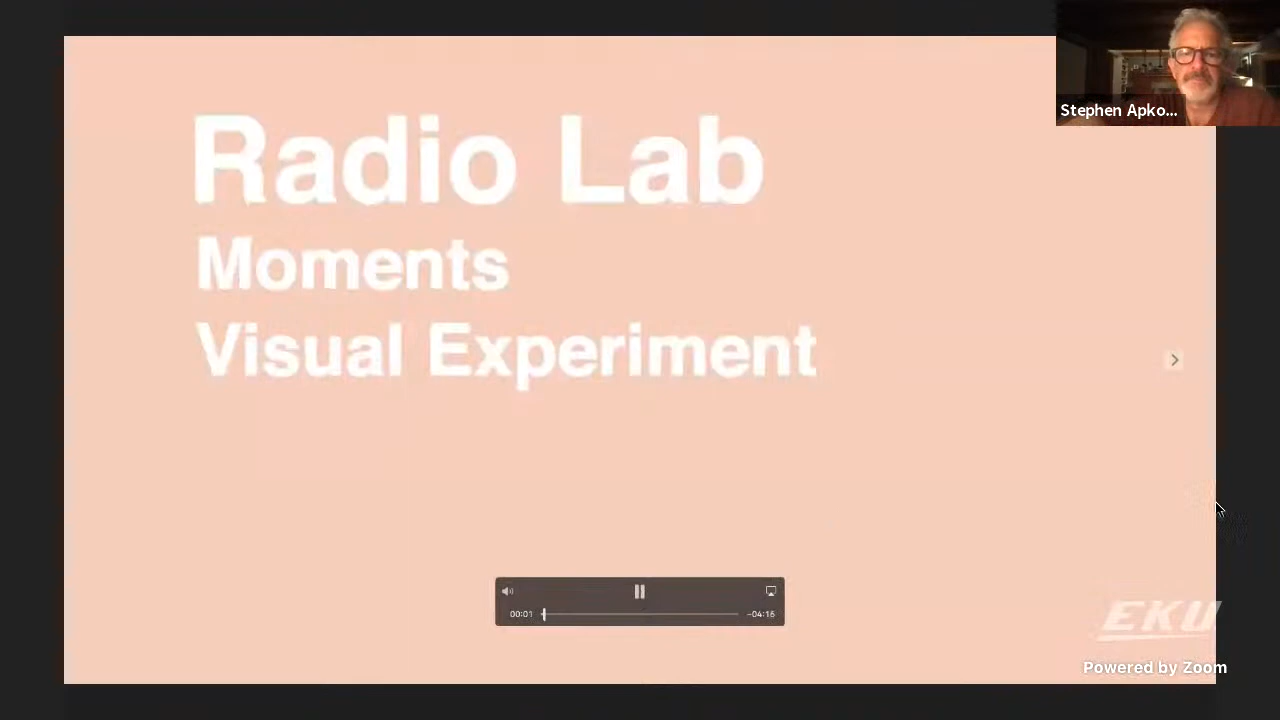 Radio Lab
Moments
Visual Experiment
Stephen Apko...
00:01
−04:15
EKU
Powered by Zoom